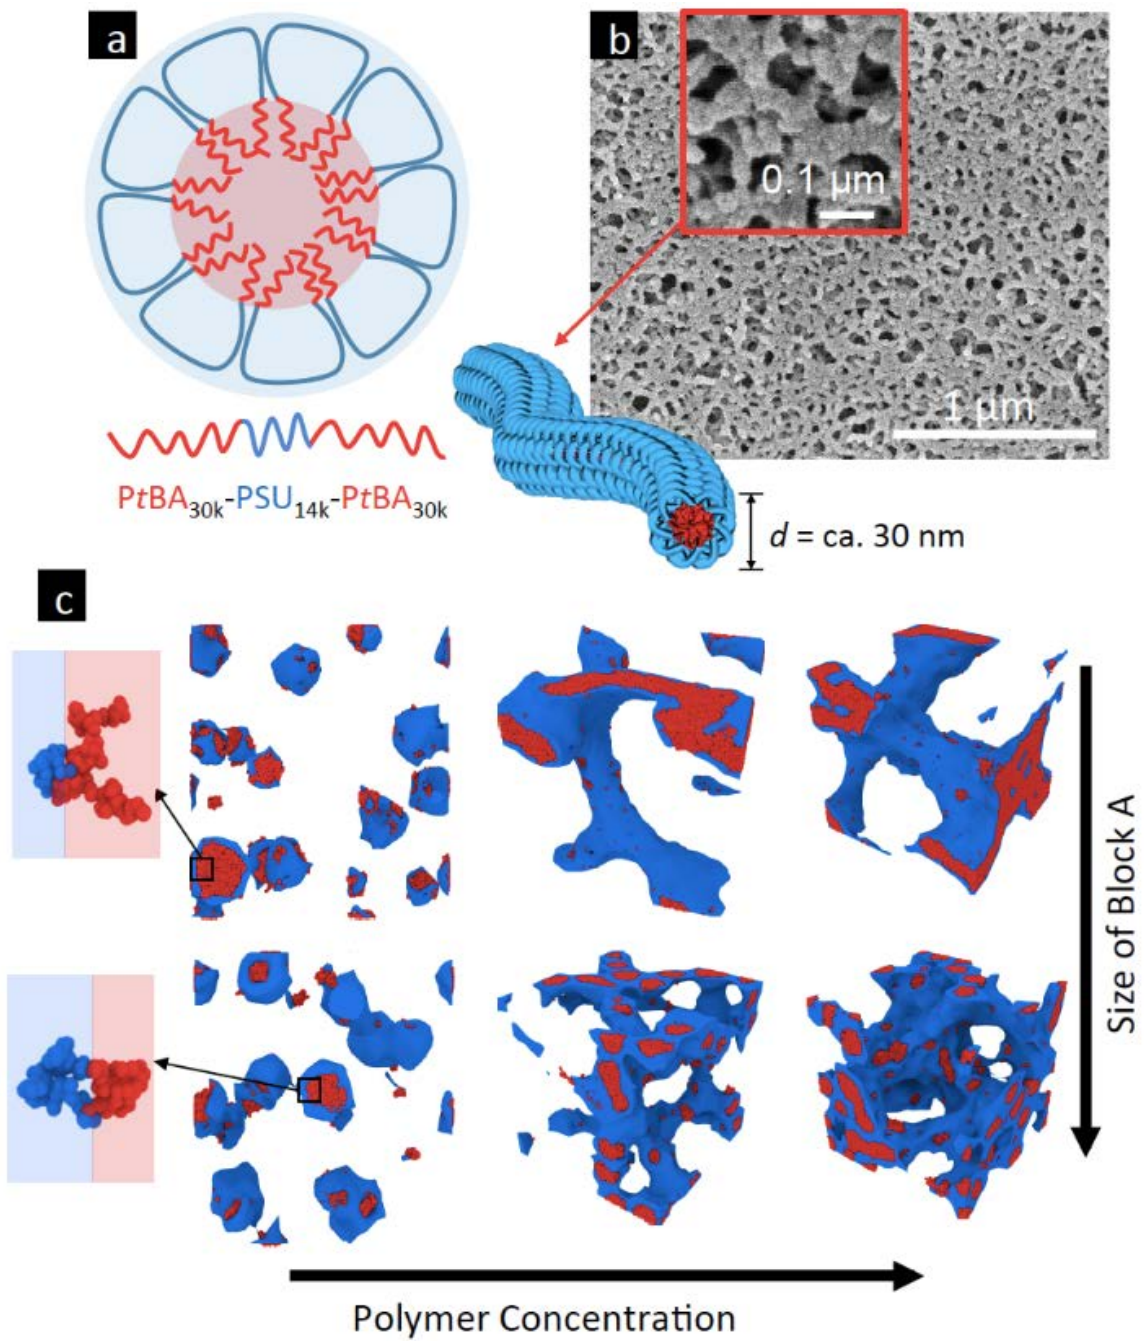 a
b
0.1 µm
1 µm
PtBA30k-PSU14k-PtBA30k
d = ca. 30 nm
c
Size of Block A
Polymer Concentration